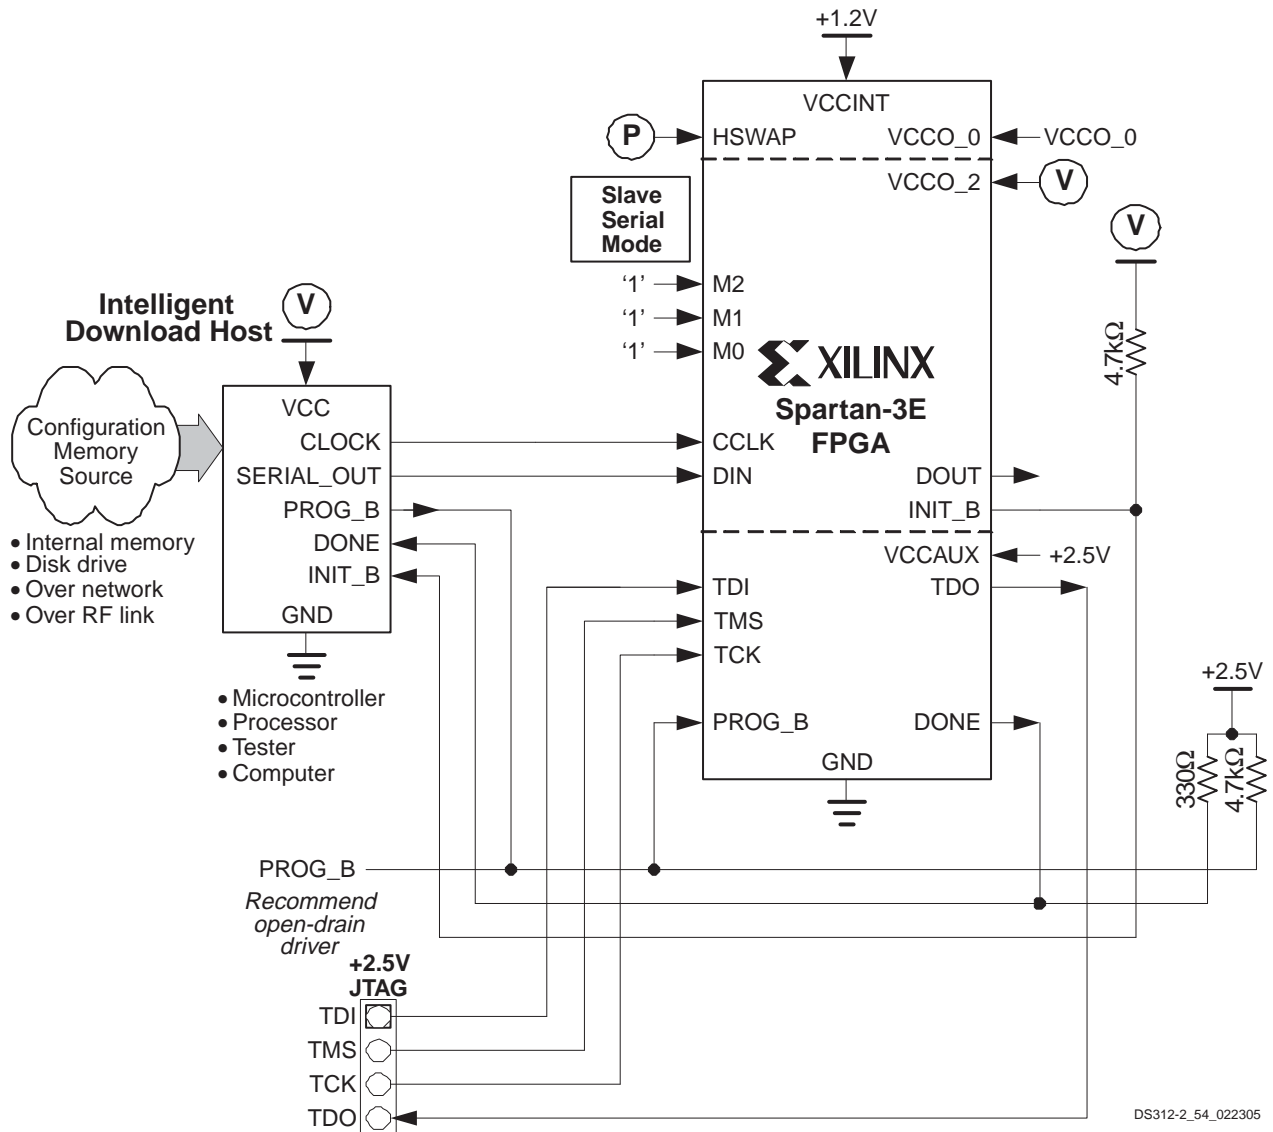 +1.2V
VCCINT
P
HSWAP
VCCO_0
VCCO_0
VCCO_2
V
Slave
Serial
Mode
V
‘1’
M2
‘1’
M1
‘1’
M0
XILINX
Spartan-3E
FPGA
4.7kΩ
Intelligent
Download Host
V
Configuration
Memory
Source
VCC
CLOCK
SERIAL_OUT
PROG_B
DONE
INIT_B
GND
CCLK
DIN
DOUT
INIT_B
• Internal memory
• Disk drive
• Over network
• Over RF link
VCCAUX
+2.5V
TDI
TDO
TMS
TCK
• Microcontroller
• Processor
• Tester
• Computer
PROG_B
DONE
GND
+2.5V
330Ω
4.7kΩ
PROG_B
Recommend
open-drain
driver
+2.5V
JTAG
TDI
TMS
TCK
TDO
DS312-2_54_022305